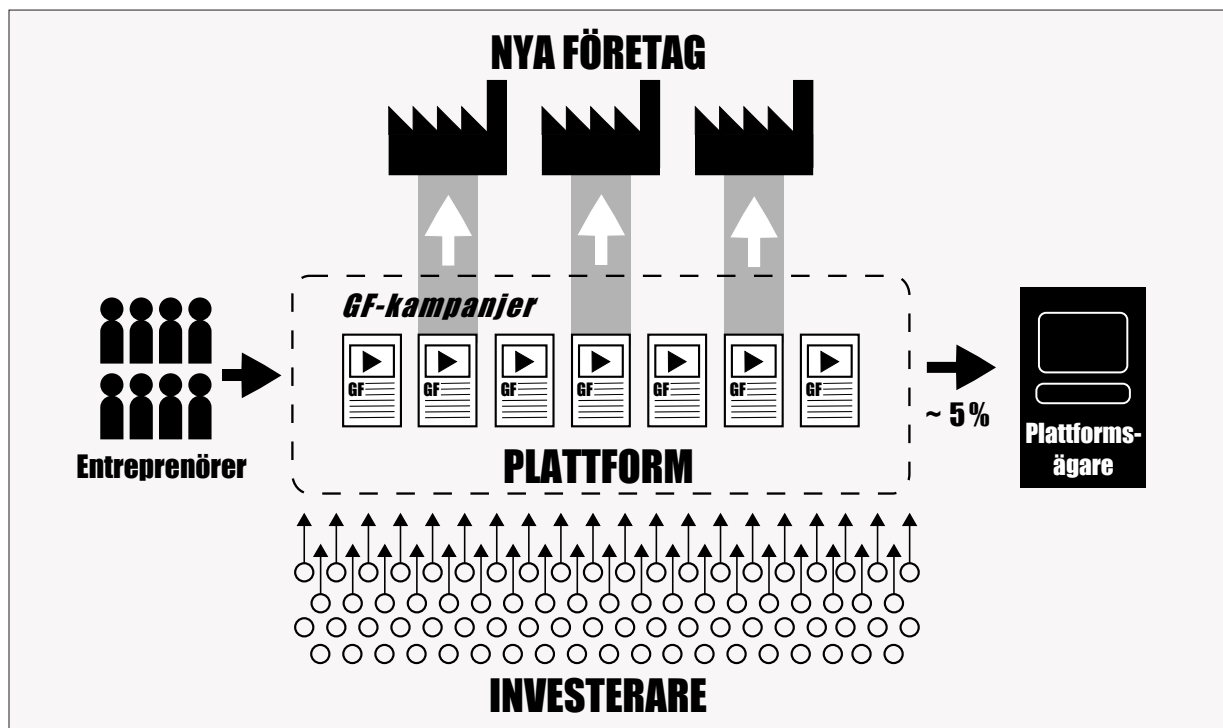 NYA FÖRETAG
GF-kampanjer
GF GF GF GF GF GF GF
~ 5%
Entreprenörer
PLATTFORM
Plattforms-
ägare
INVESTERARE